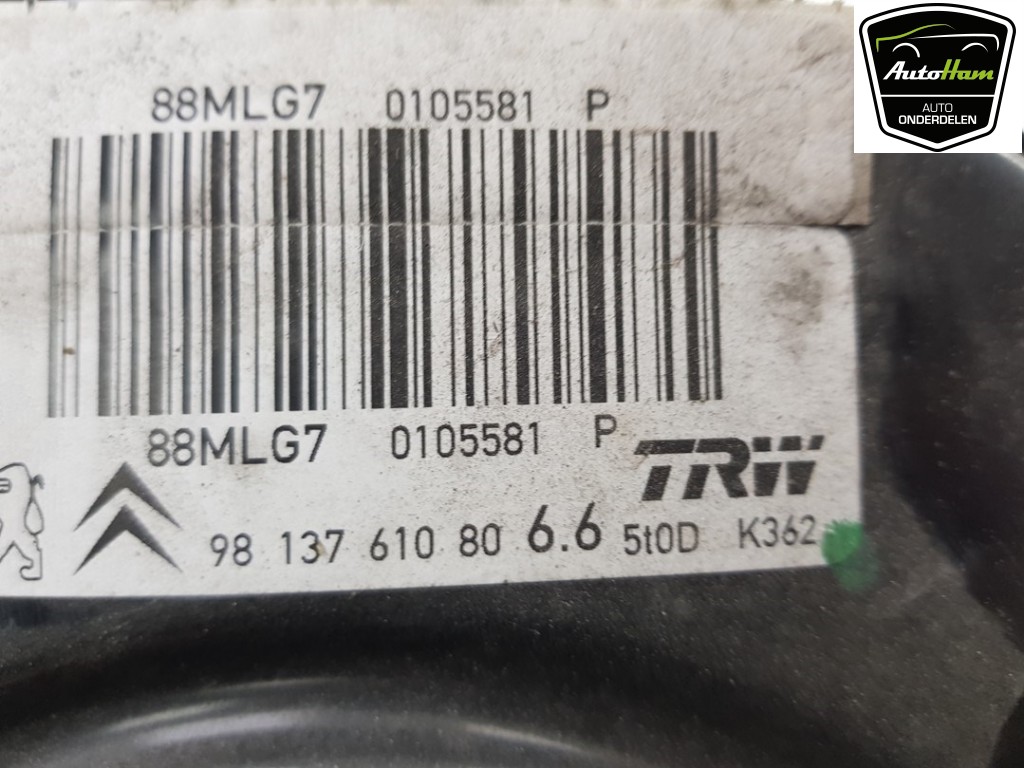 AutoHam
AUTO
ONDERDELEN
88MLG7 0105581 P
88MLG7 0105581 P
TRW
98 137 610 80 6.6 5t0D K362